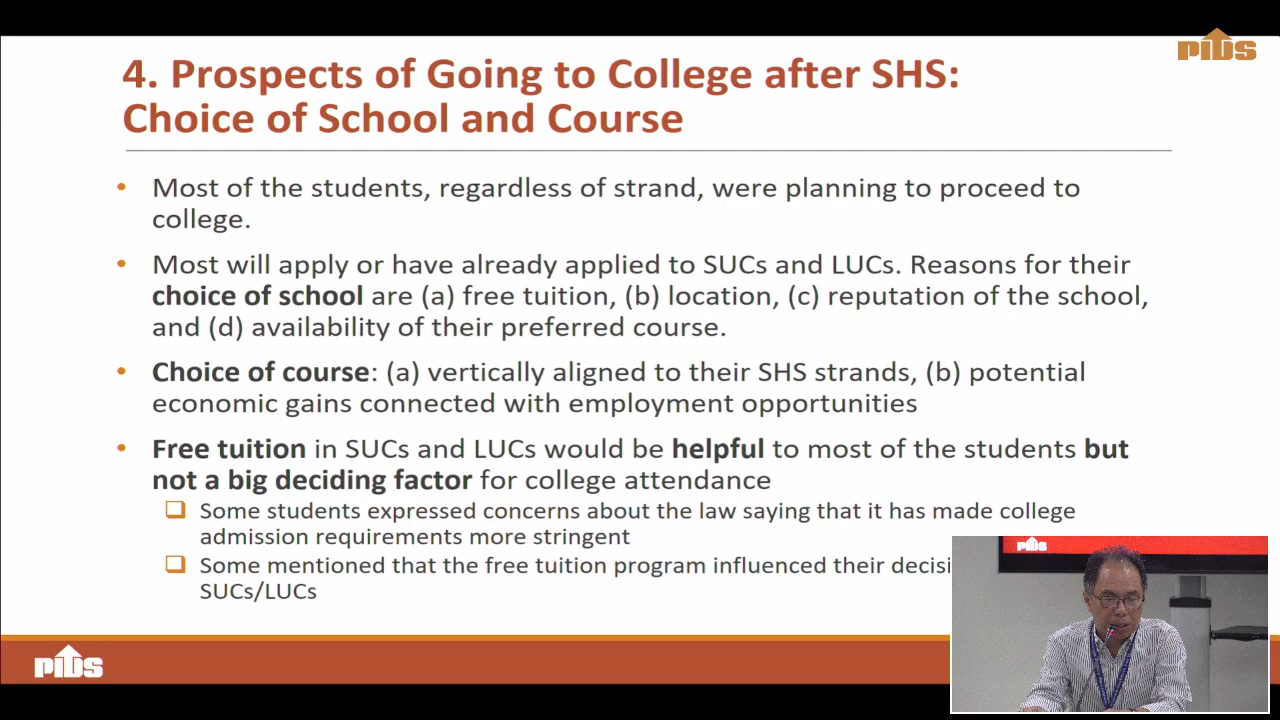 PIDS
4. Prospects of Going to College after SHS:
Choice of School and Course
• Most of the students, regardless of strand, were planning to proceed to
college.
• Most will apply or have already applied to SUCs and LUCs. Reasons for their
choice of school are (a) free tuition, (b) location, (c) reputation of the school,
and (d) availability of their preferred course.
• Choice of course: (a) vertically aligned to their SHS strands, (b) potential
economic gains connected with employment opportunities
• Free tuition in SUCs and LUCs would be helpful to most of the students but
not a big deciding factor for college attendance
❑ Some students expressed concerns about the law saying that it has made college
admission requirements more stringent
❑ Some mentioned that the free tuition program influenced their
SUCs/LUCs
PIDS
PIDS